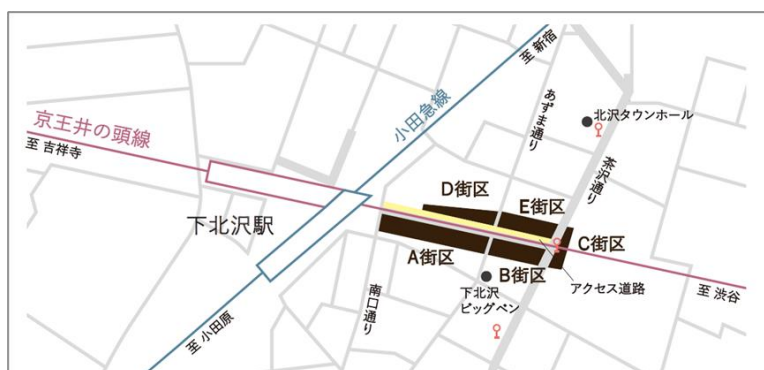 至 新宿
小田急線
あずま通り
北沢タウンホール
京王井の頭線
至 吉祥寺
茶沢通り
D街区
E街区
下北沢駅
C街区
A街区
B街区
アクセス道路
至 渋谷
南口通り
下北沢
ビッグベン
至 小田原